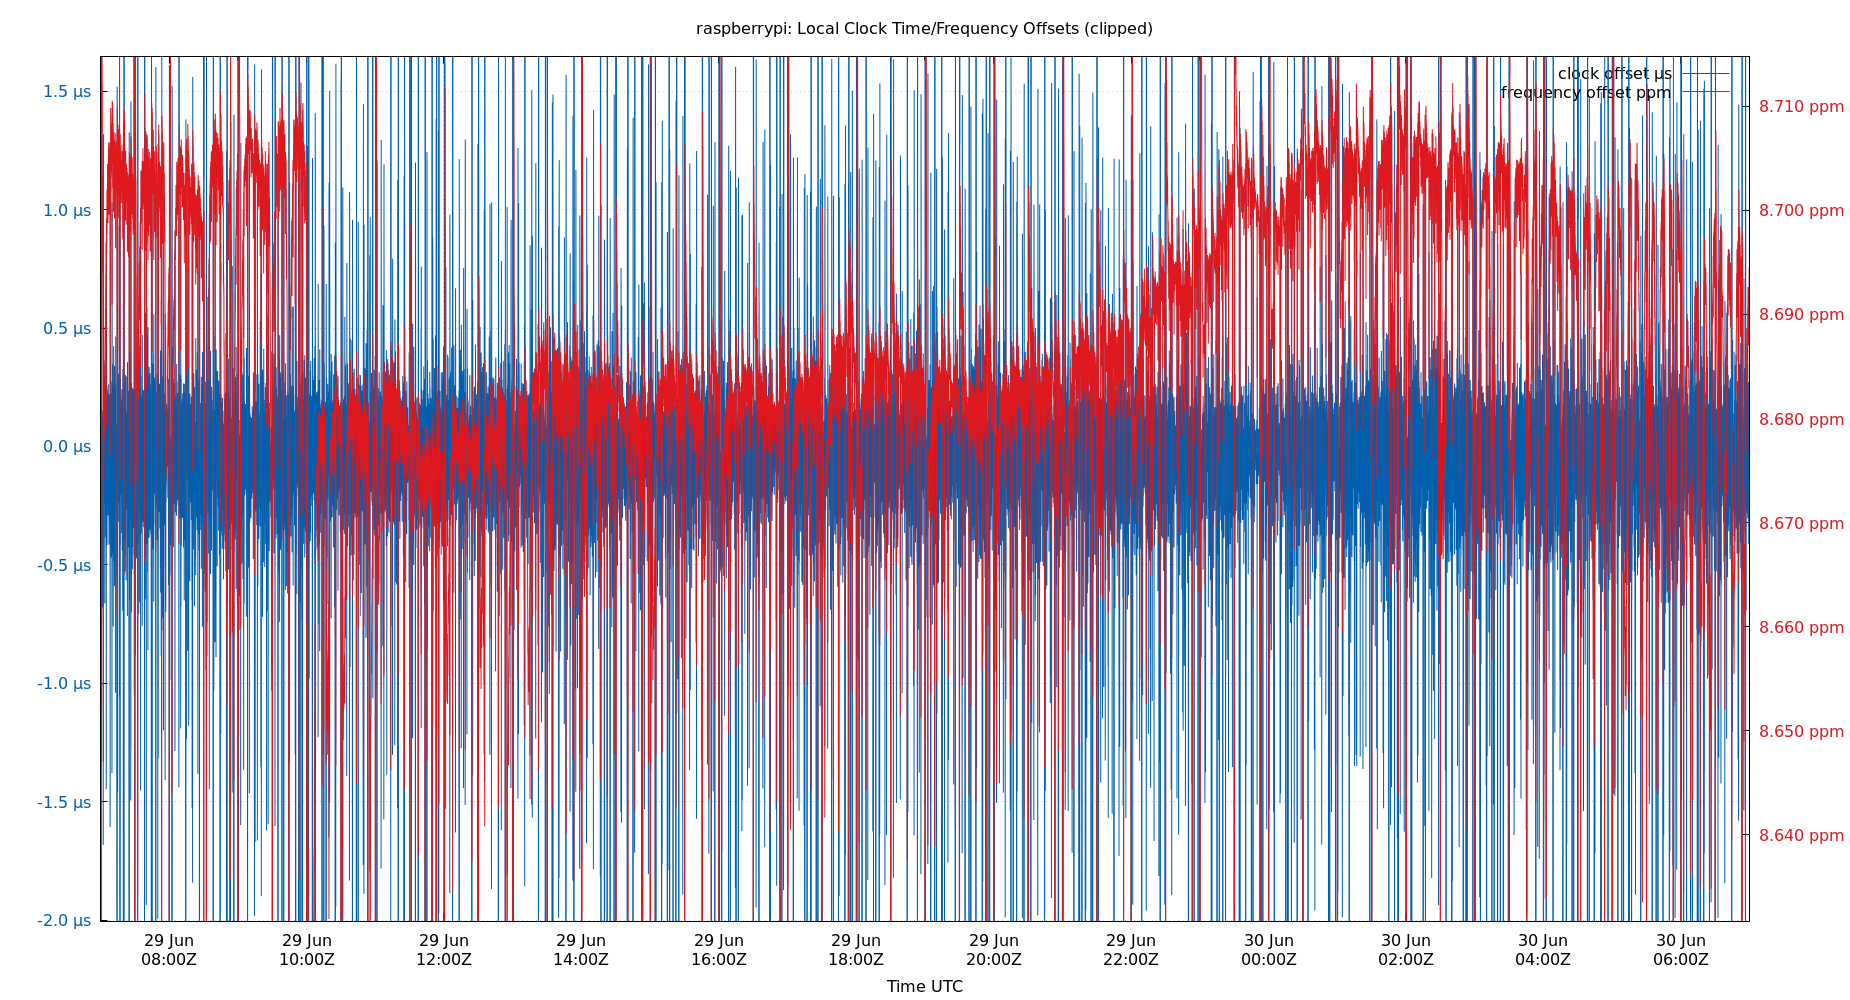 raspberrypi: Local Clock Time/Frequency Offsets (clipped)
clock offset µs
frequency offset ppm
1.5 µs
1.0 µs
0.5 µs
0.0 µs
-0.5 µs
-1.0 µs
-1.5 µs
-2.0 µs
8.710 ppm
8.700 ppm
8.690 ppm
8.680 ppm
8.670 ppm
8.660 ppm
8.650 ppm
8.640 ppm
29 Jun 29 Jun 29 Jun 29 Jun 29 Jun 29 Jun 29 Jun 29 Jun 30 Jun 30 Jun 30 Jun 30 Jun
08:00Z 10:00Z 12:00Z 14:00Z 16:00Z 18:00Z 20:00Z 22:00Z 00:00Z 02:00Z 04:00Z 06:00Z
Time UTC